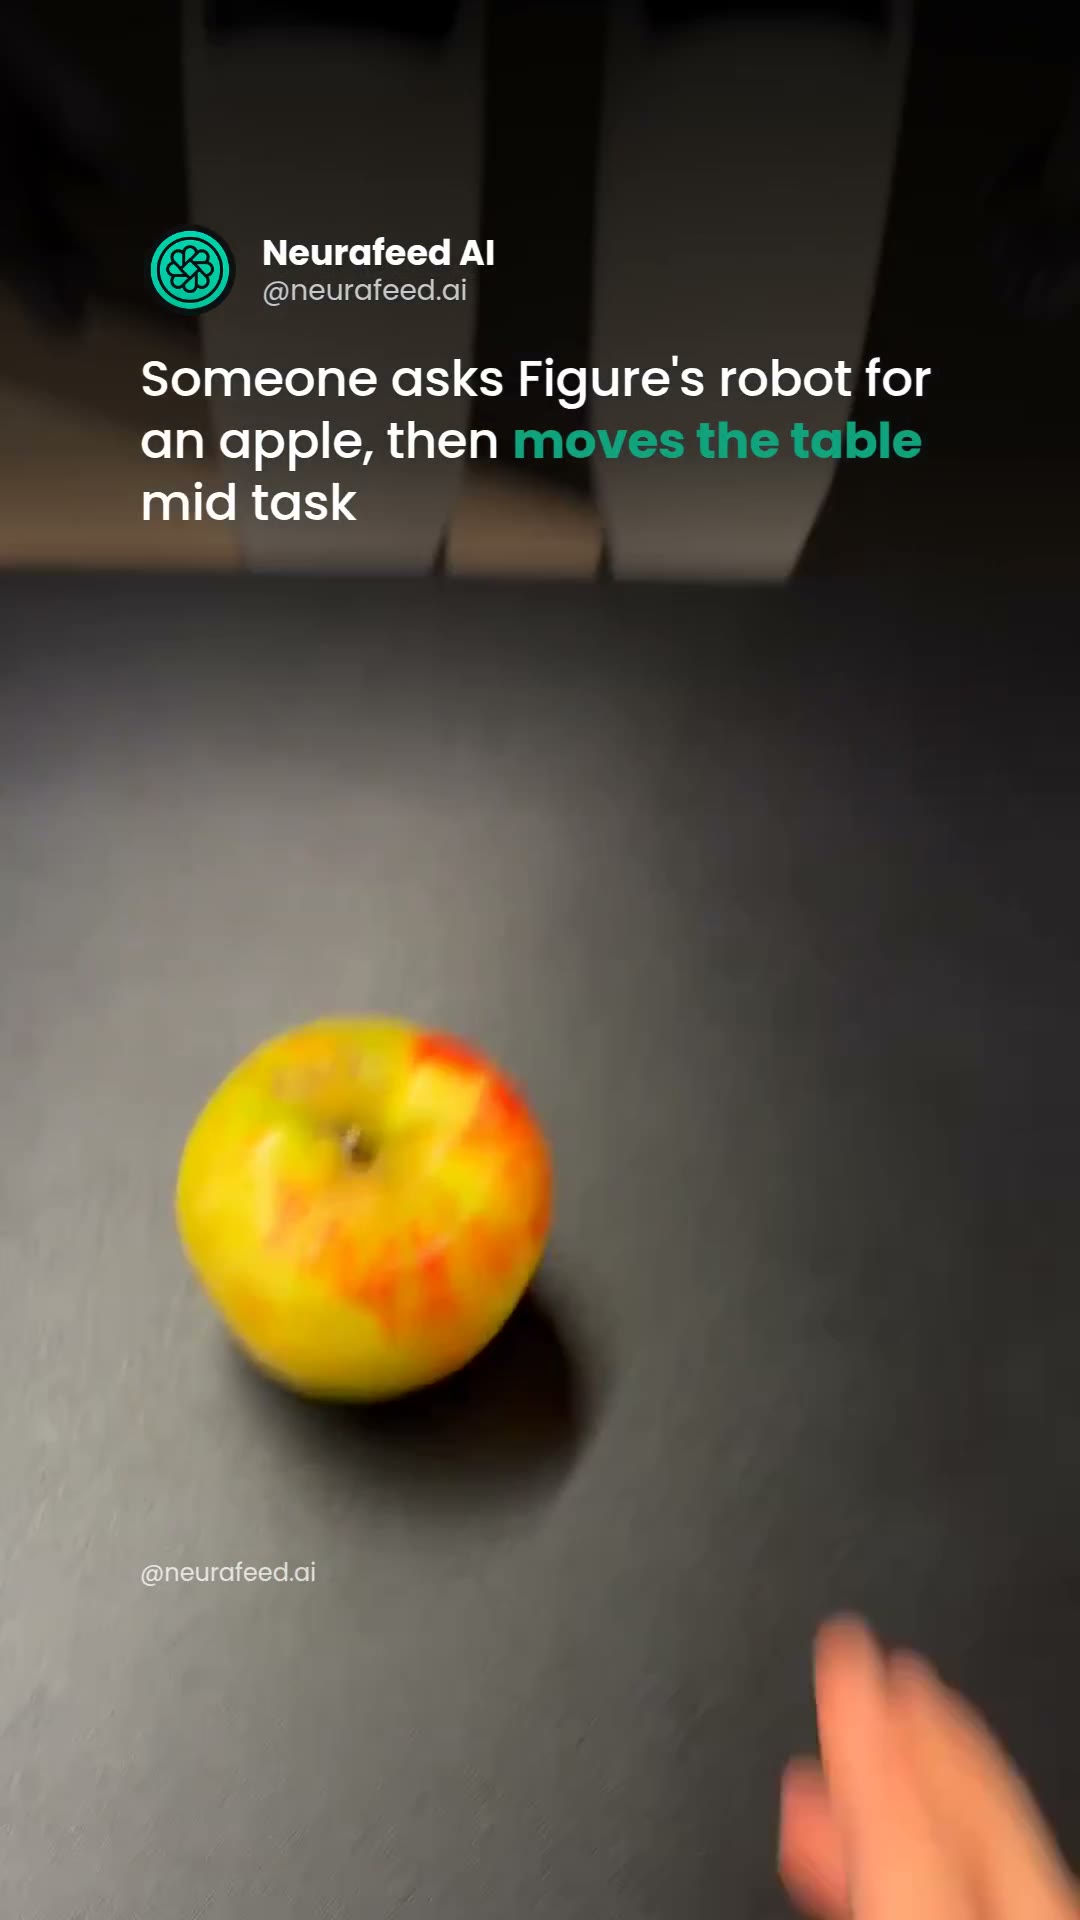 Neurafeed AI
@neurafeed.ai
Someone asks Figure's robot for
an apple, then moves the table
mid task
@neurafeed.ai